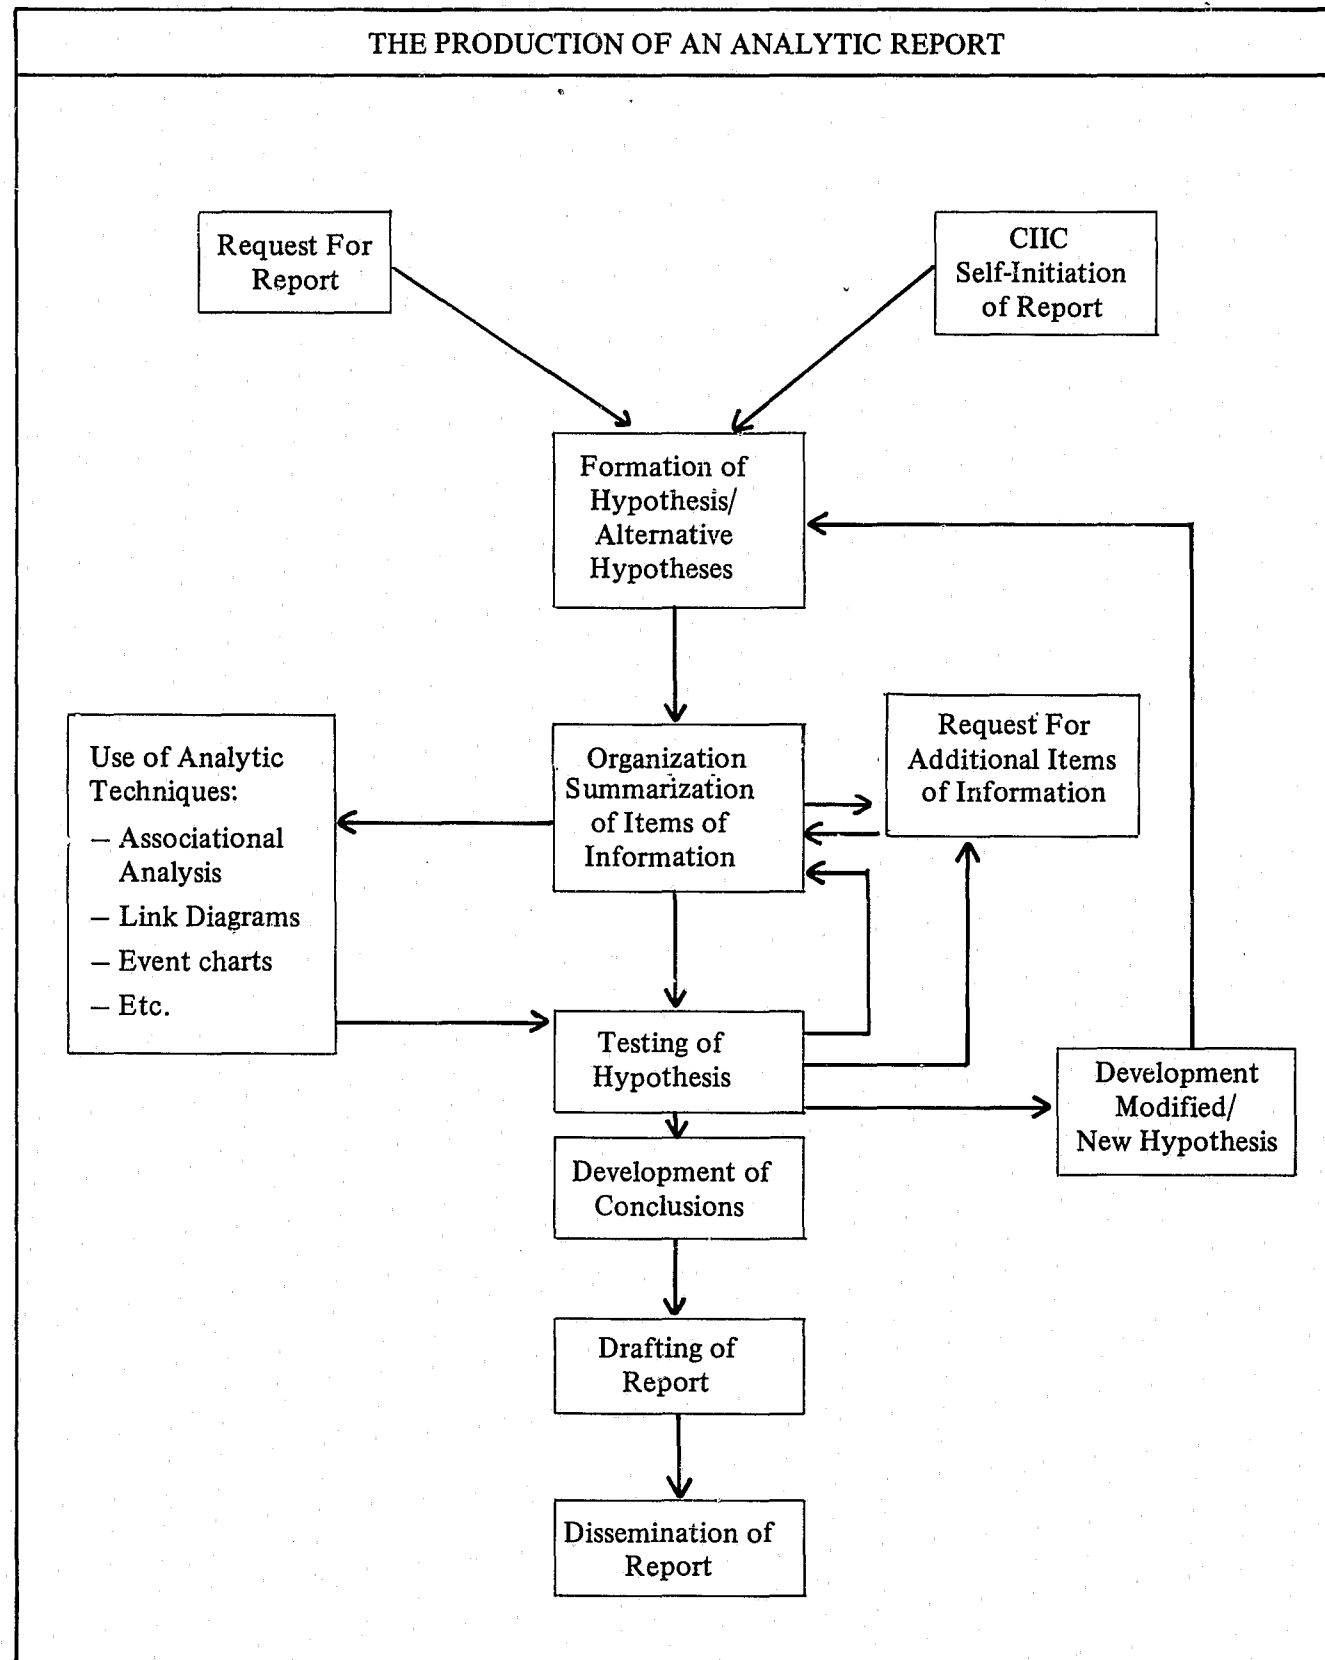 THE PRODUCTION OF AN ANALYTIC REPORT
Request For
Report
CIIC
Self-Initiation
of Report
Formation of
Hypothesis/
Alternative
Hypotheses
Use of Analytic
Techniques:
– Associational
Analysis
– Link Diagrams
– Event charts
– Etc.
Organization
Summarization
of Items of
Information
Request For
Additional Items
of Information
Testing of
Hypothesis
Development
Modified/
New Hypothesis
Development of
Conclusions
Drafting of
Report
Dissemination of
Report